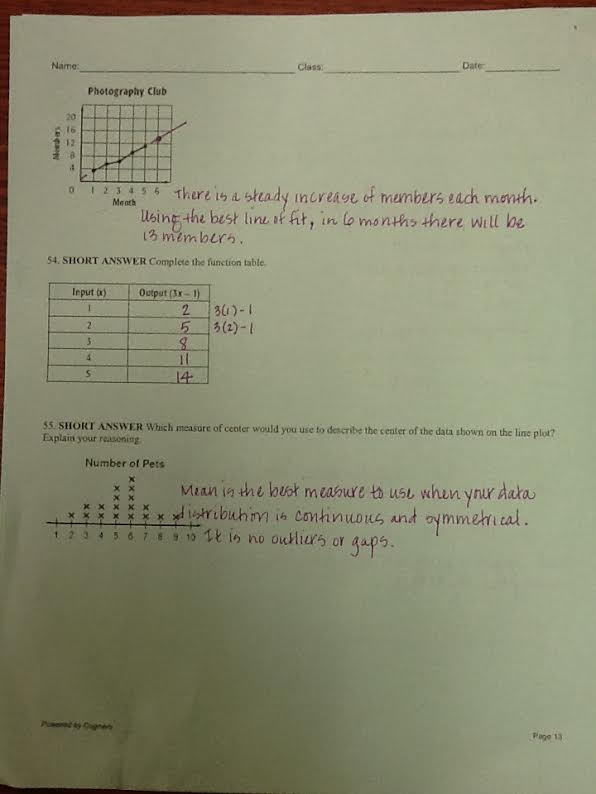 Name: Class: Date:
Photography Club
20
16
12
8
4
Members
0 1 2 3 4 5 6
Month
There is a steady increase of members each month.
Using the best line of fit, in 6 months there will be
13 members.
54. SHORT ANSWER Complete the function table.
Input (x) Output (3x – 1)
1 2 3(1)-1
2 5 3(2)-1
3 8
4 11
5 14
55. SHORT ANSWER Which measure of center would you use to describe the center of the data shown on the line plot?
Explain your reasoning.
Number of Pets
Mean is the best measure to use when your data
distribution is continuous and symmetrical.
1 2 3 4 5 6 7 8 9 10 It is no outliers or gaps.
Powered by Cognero
Page 13